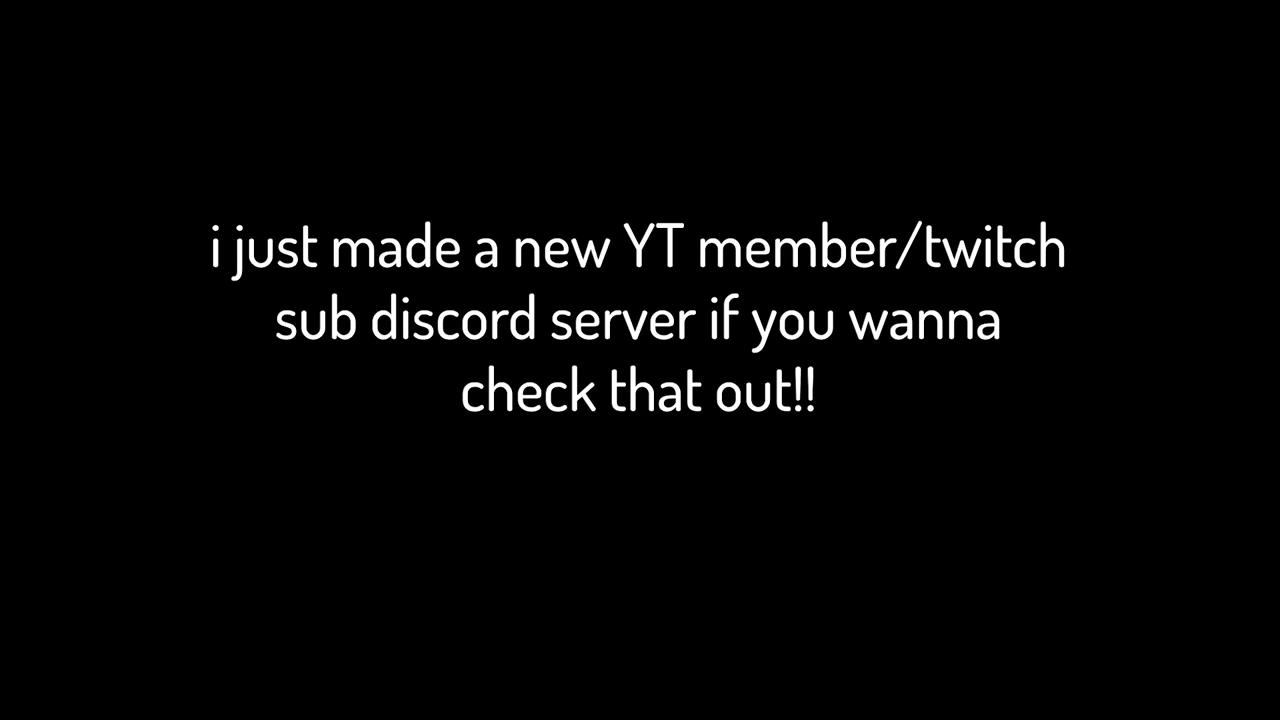 i just made a new YT member/twitch
sub discord server if you wanna
check that out!!